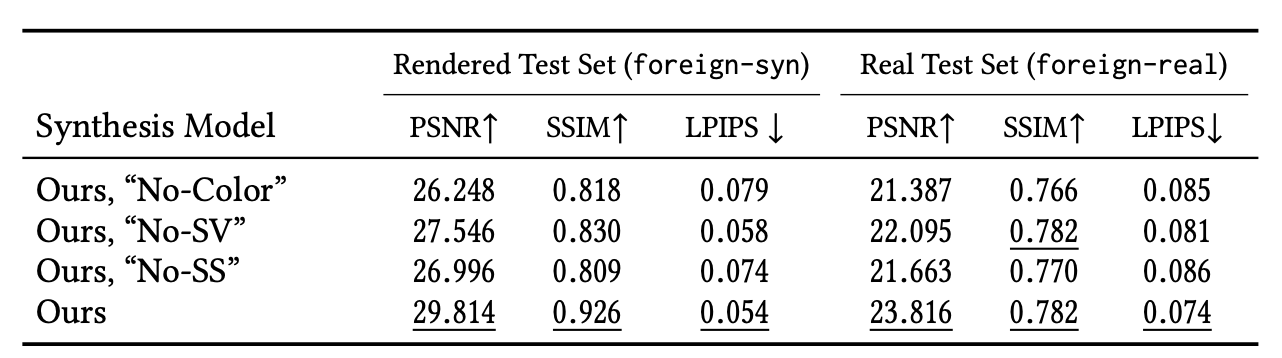 Rendered Test Set (foreign-syn) Real Test Set (foreign-real)
Synthesis Model PSNR↑ SSIM↑ LPIPS ↓ PSNR↑ SSIM↑ LPIPS↓
Ours, “No-Color” 26.248 0.818 0.079 21.387 0.766 0.085
Ours, “No-SV” 27.546 0.830 0.058 22.095 0.782 0.081
Ours, “No-SS” 26.996 0.809 0.074 21.663 0.770 0.086
Ours 29.814 0.926 0.054 23.816 0.782 0.074